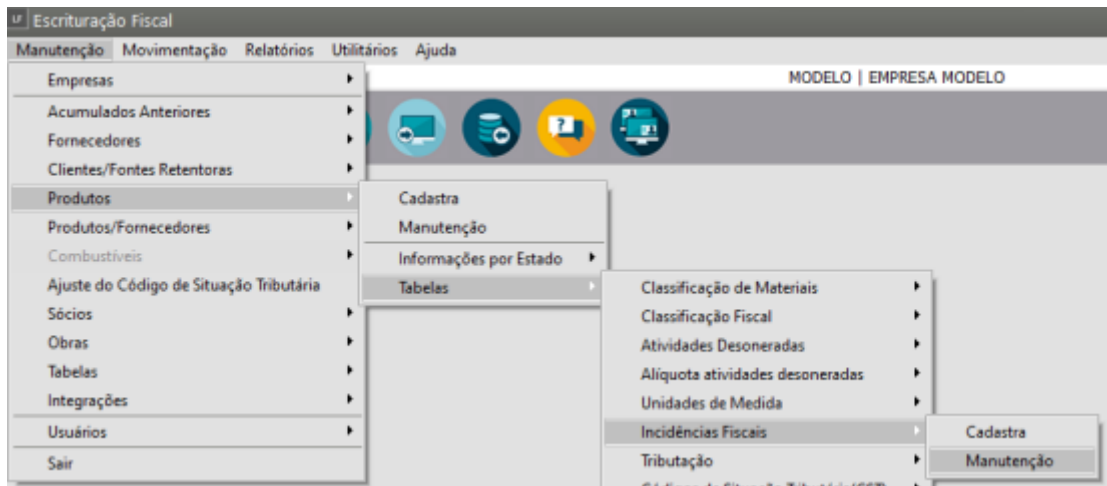 LF Escrituração Fiscal
Manutenção Movimentação Relatórios Utilitários Ajuda
MODELO | EMPRESA MODELO
Empresas
Acumulados Anteriores
Fornecedores
Clientes/Fontes Retentoras
Produtos
Produtos/Fornecedores
Combustíveis
Ajuste do Código de Situação Tributária
Sócios
Obras
Tabelas
Integrações
Usuários
Sair
Cadastra
Manutenção
Informações por Estado
Tabelas
Classificação de Materiais
Classificação Fiscal
Atividades Desoneradas
Alíquota atividades desoneradas
Unidades de Medida
Incidências Fiscais
Tributação
Cadastra
Manutenção